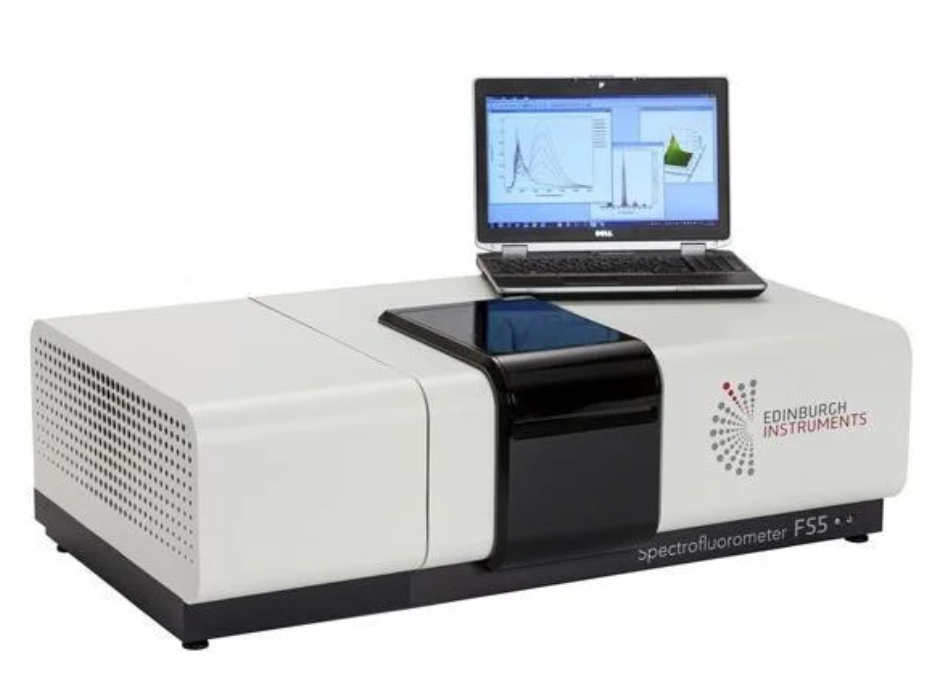 DELL
EDINBURGH
INSTRUMENTS
Spectrofluorometer FS5